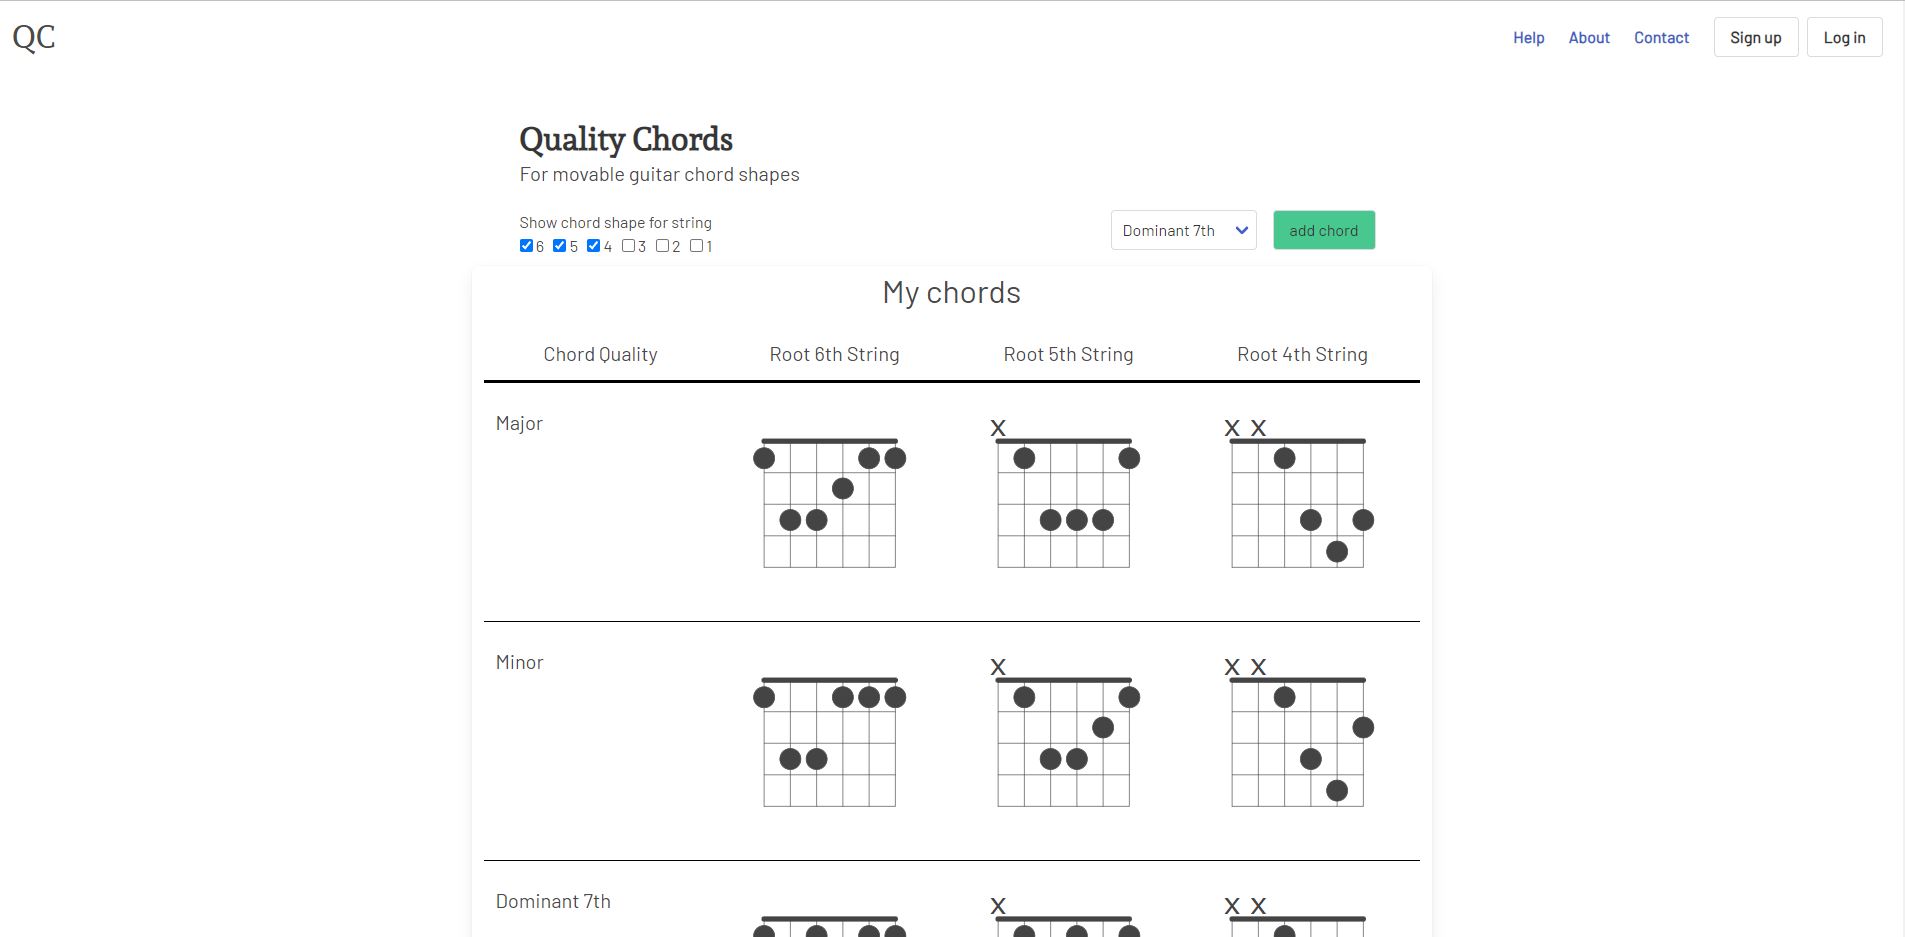 QC
Help About Contact Sign up Log in
Quality Chords
For movable guitar chord shapes
Show chord shape for string
6 5 4 3 2 1
Dominant 7th add chord
My chords
Chord Quality Root 6th String Root 5th String Root 4th String
Major
X
X X
Minor
X
X X
Dominant 7th
X
X X